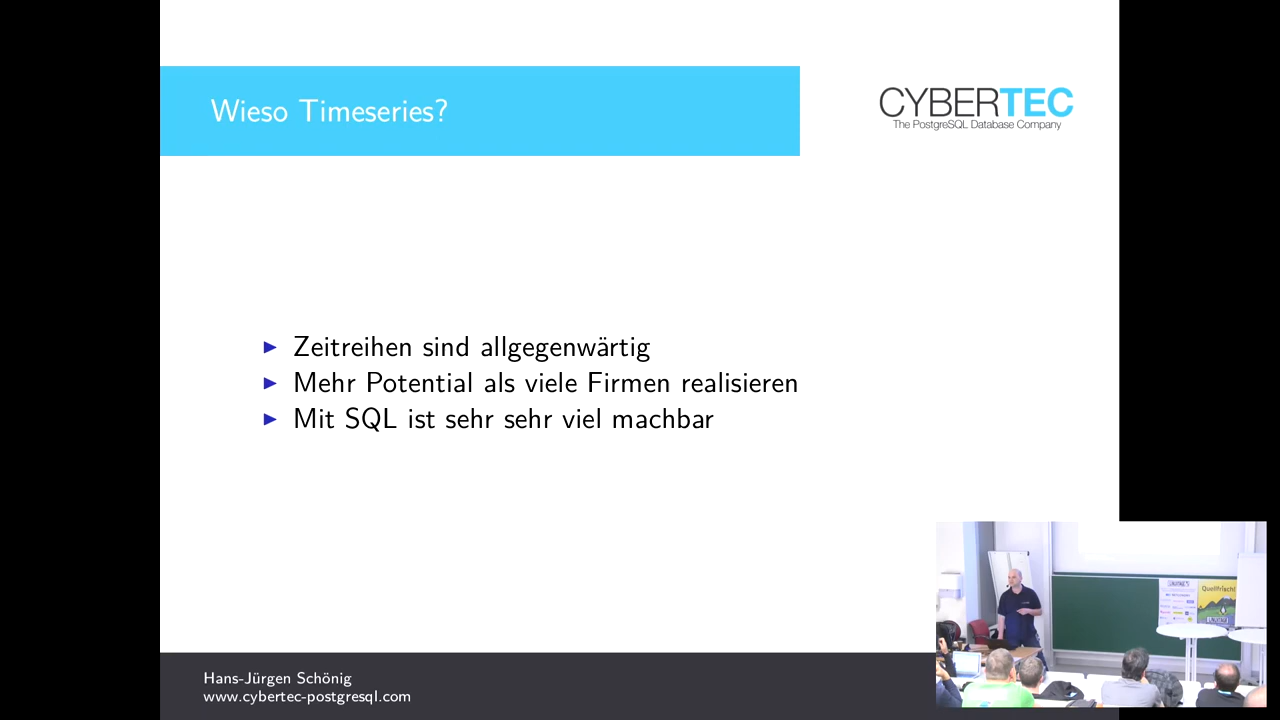 Wieso Timeseries?
CYBERTEC
The PostgreSQL Database Company
Zeitreihen sind allgegenwärtig
Mehr Potential als viele Firmen realisieren
Mit SQL ist sehr sehr viel machbar
Hans-Jürgen Schönig
www.cybertec-postgresql.com
Quellfrisch!